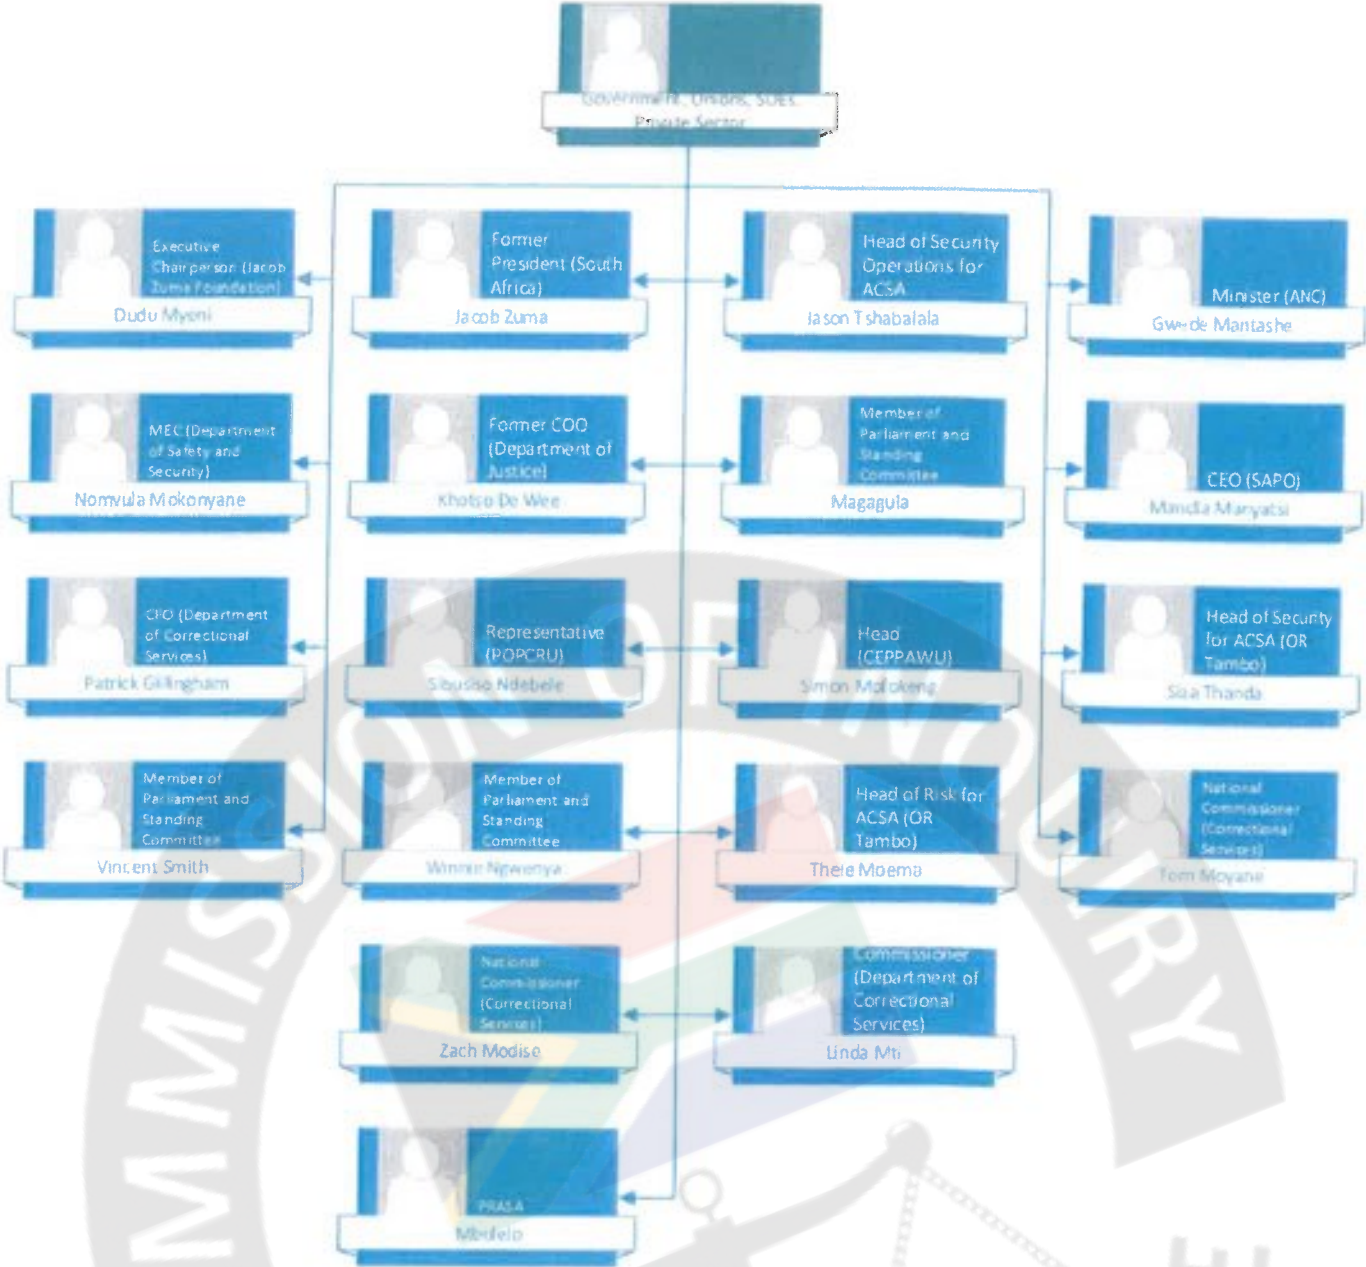 Government, Unions, SOEs,
Private Sector
Executive
Chairperson (Jacob
Zuma Foundation)
Dudu Myeni
Former
President (South
Africa)
Jacob Zuma
Head of Security
Operations for
ACSA
Jason Tshabalala
Minister (ANC)
Gwede Mantashe
MEC (Department
of Safety and
Security)
Nomvula Mokonyane
Former COO
(Department of
Justice)
Khotso De Wee
Member of
Parliament and
Standing
Committee
Magagula
CEO (SAPO)
Mandla Manyatsi
CFO (Department
of Correctional
Services)
Patrick Gillingham
Representative
(POPCRU)
Sibusiso Ndebele
Head
(CEPPAWU)
Simon Mofokeng
Head of Security
for ACSA (OR
Tambo)
Siza Thanda
Member of
Parliament and
Standing
Committee
Vincent Smith
Member of
Parliament and
Standing
Committee
Ngwenya
Head of Risk for
ACSA (OR
Tambo)
Thele Moema
National
Commissioner
(Correctional
Services)
Tom Moyane
National
Commissioner
(Correctional
Services)
Zach Modise
Commissioner
(Department of
Correctional
Services)
Linda Mti
PRASA
Mbulelo
MMISSION OF INQUIRY